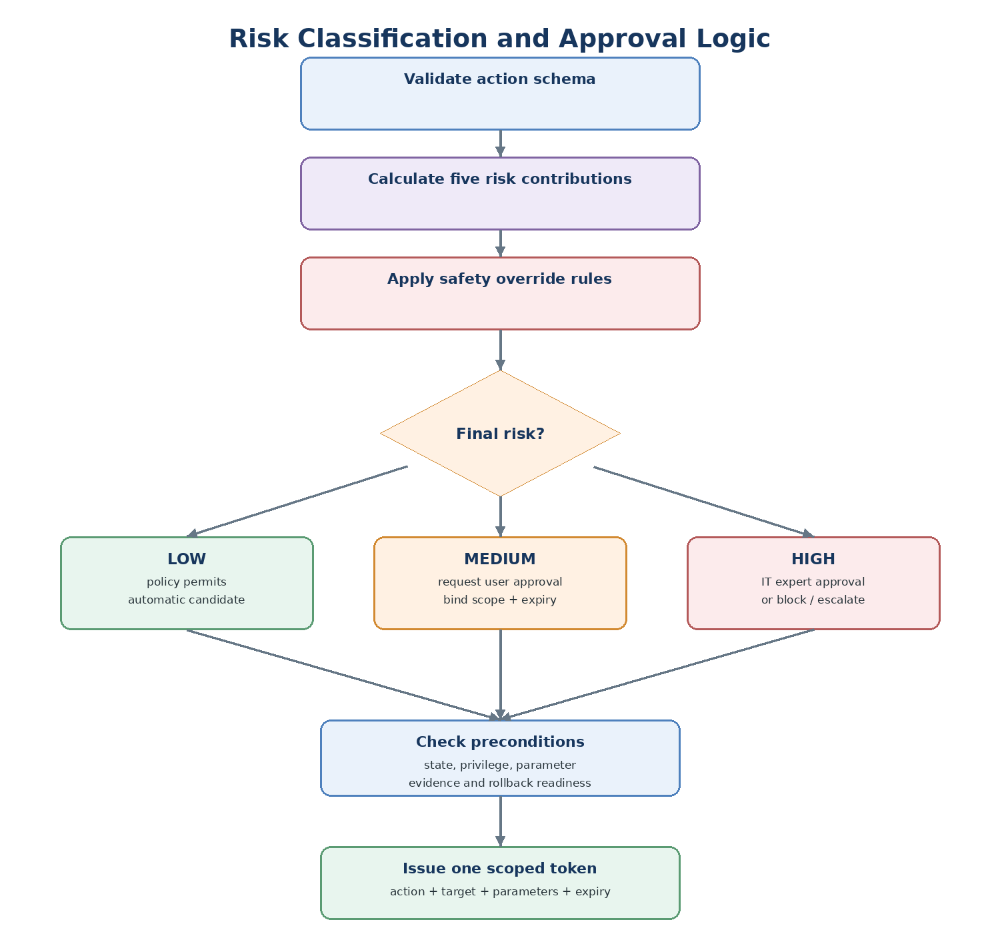 Risk Classification and Approval Logic
Validate action schema
Calculate five risk contributions
Apply safety override rules
Final risk?
LOW
policy permits
automatic candidate
MEDIUM
request user approval
bind scope + expiry
HIGH
IT expert approval
or block / escalate
Check preconditions
state, privilege, parameter
evidence and rollback readiness
Issue one scoped token
action + target + parameters + expiry